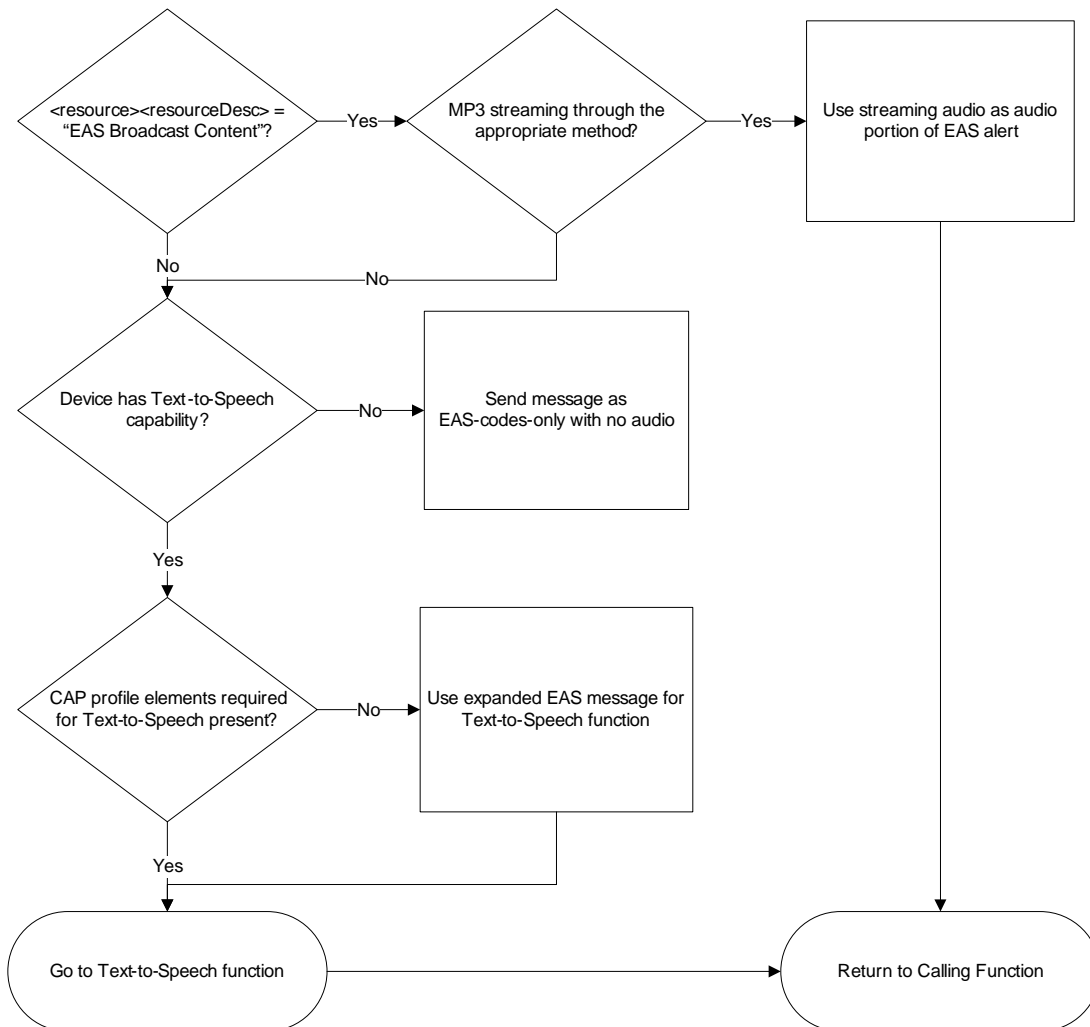 <resource><resourceDesc> =
“EAS Broadcast Content”?
Yes
MP3 streaming through the
appropriate method?
Yes
Use streaming audio as audio
portion of EAS alert
No
No
Device has Text-to-Speech
capability?
No
Send message as
EAS-codes-only with no audio
Yes
CAP profile elements required
for Text-to-Speech present?
No
Use expanded EAS message for
Text-to-Speech function
Yes
Go to Text-to-Speech function
Return to Calling Function